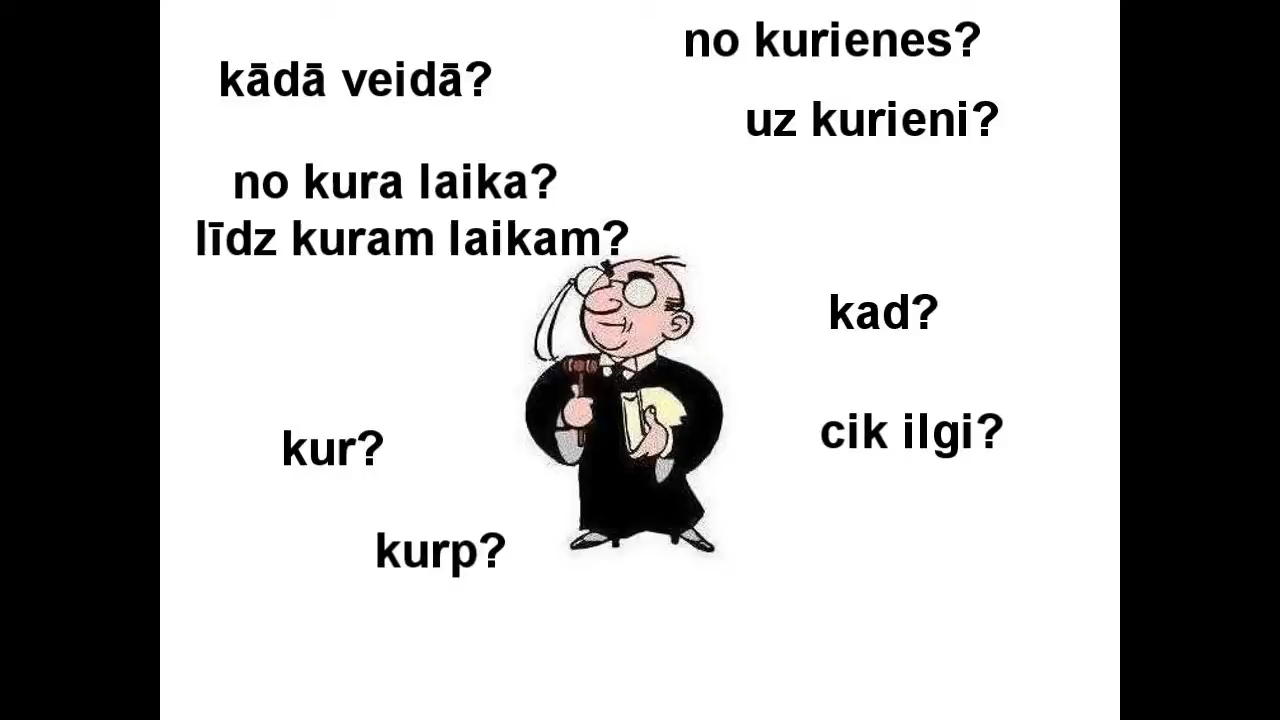 no kurienes?
kādā veidā?
uz kurieni?
no kura laika?
līdz kuram laikam?
kad?
cik ilgi?
kur?
kurp?